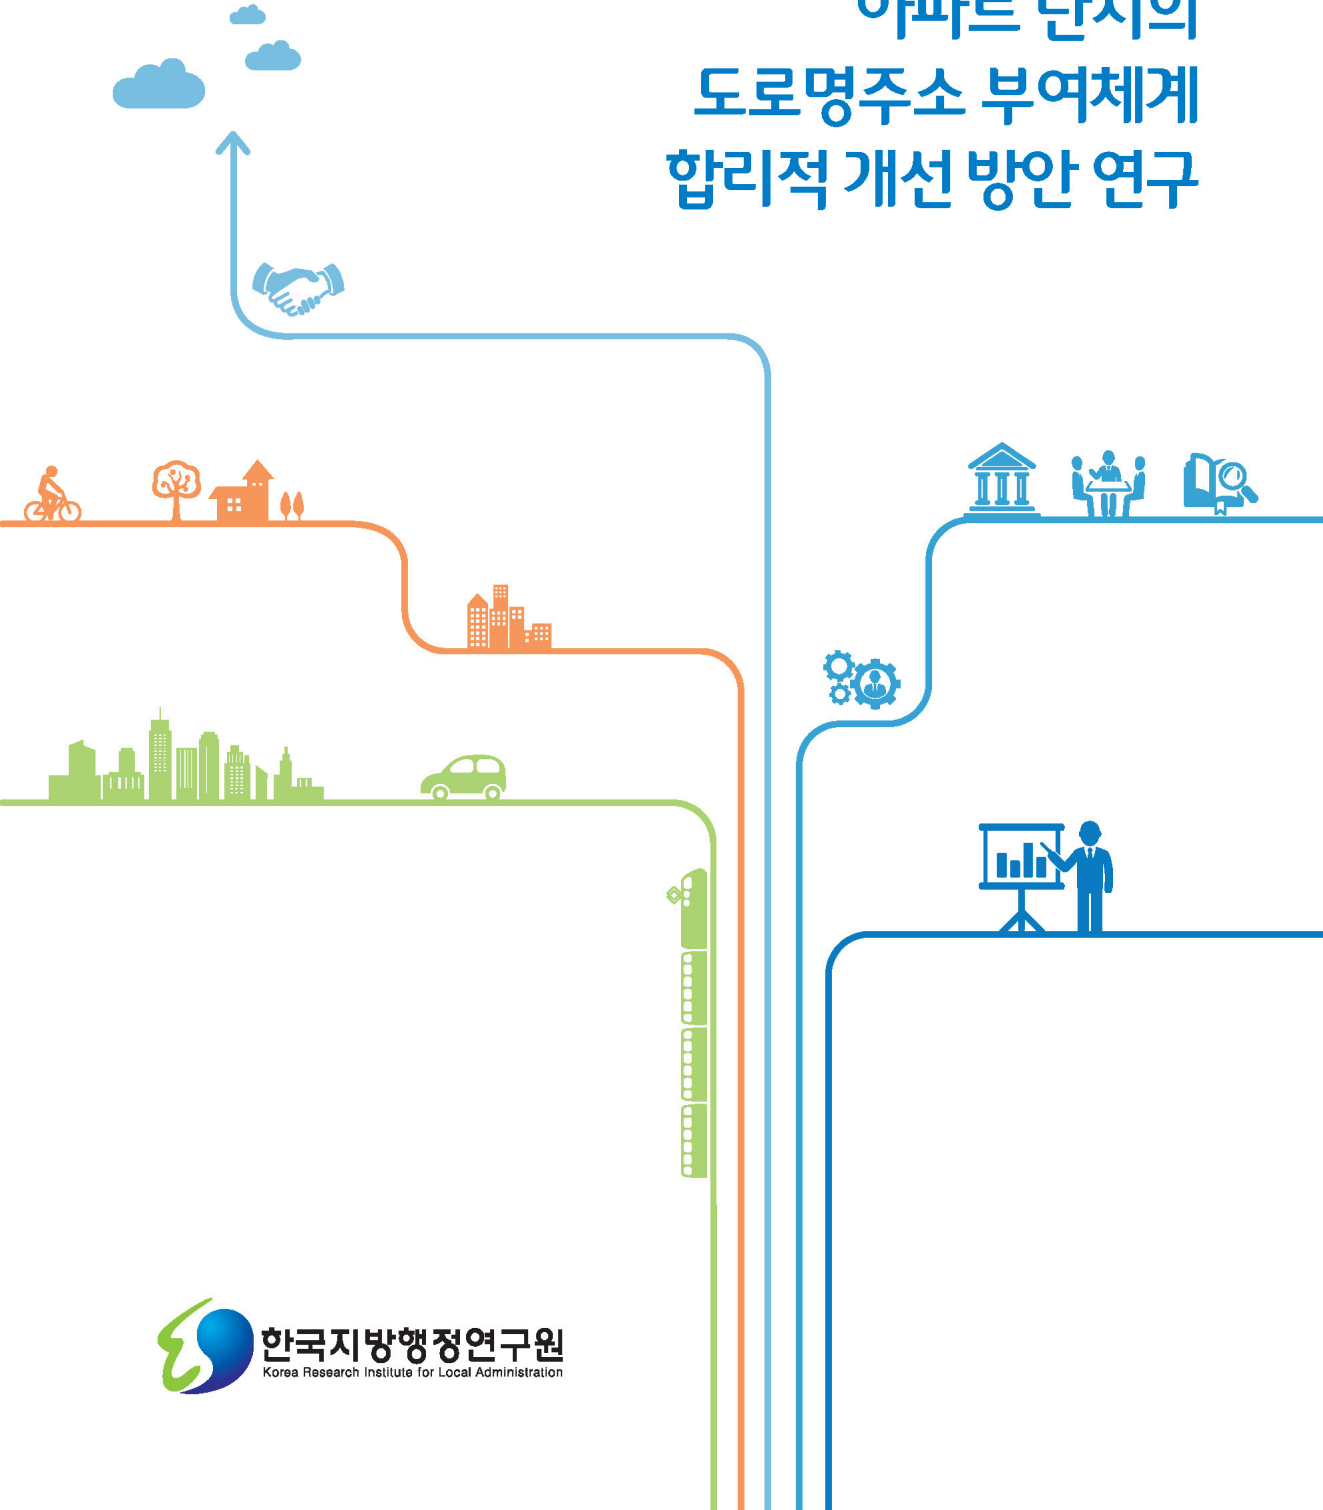 아파트 단지의
도로명주소 부여체계
합리적 개선 방안 연구
한국지방행정연구원
Korea Research Institute for Local Administration